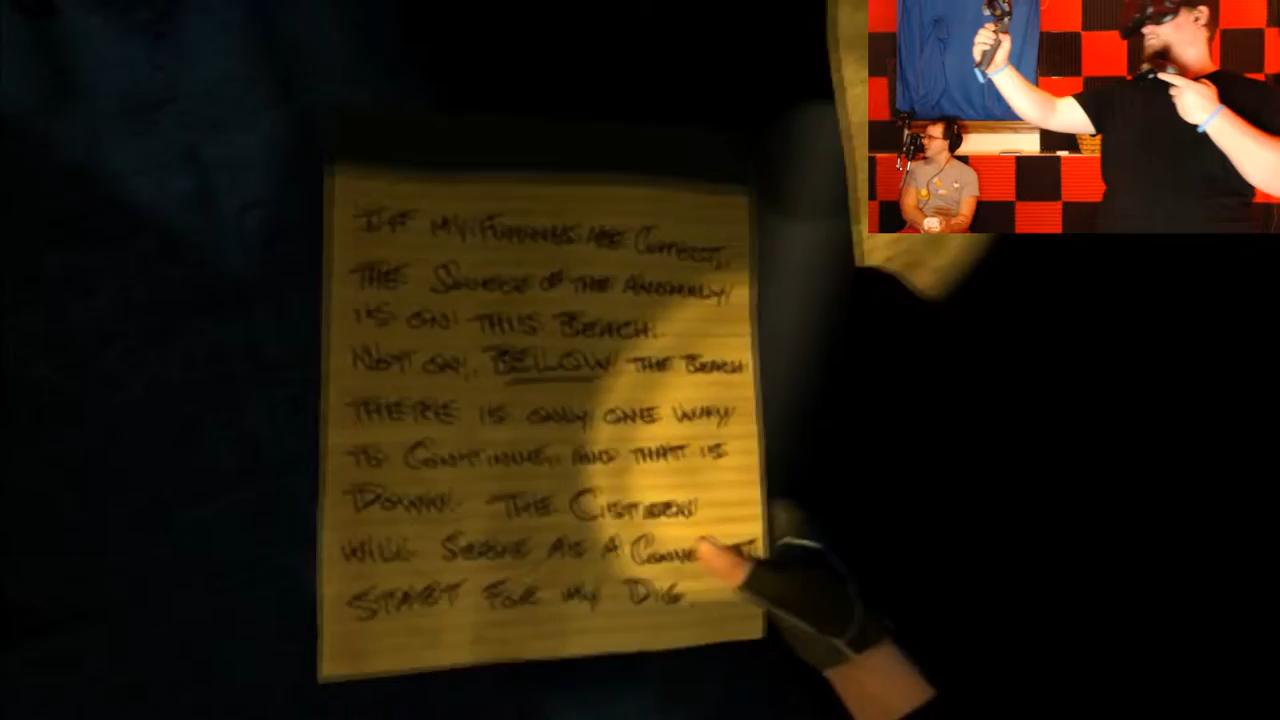 IF MY FINDINGS ARE CORRECT,
THE SOURCE OF THE ANOMALY
IS ON THIS BEACH.
NOT ON, BELOW THE BEACH
THERE IS ONLY ONE WAY
TO CONTINUE, AND THAT IS
DOWN. THE CISTERN
WILL SERVE AS A
START FOR MY DIG.